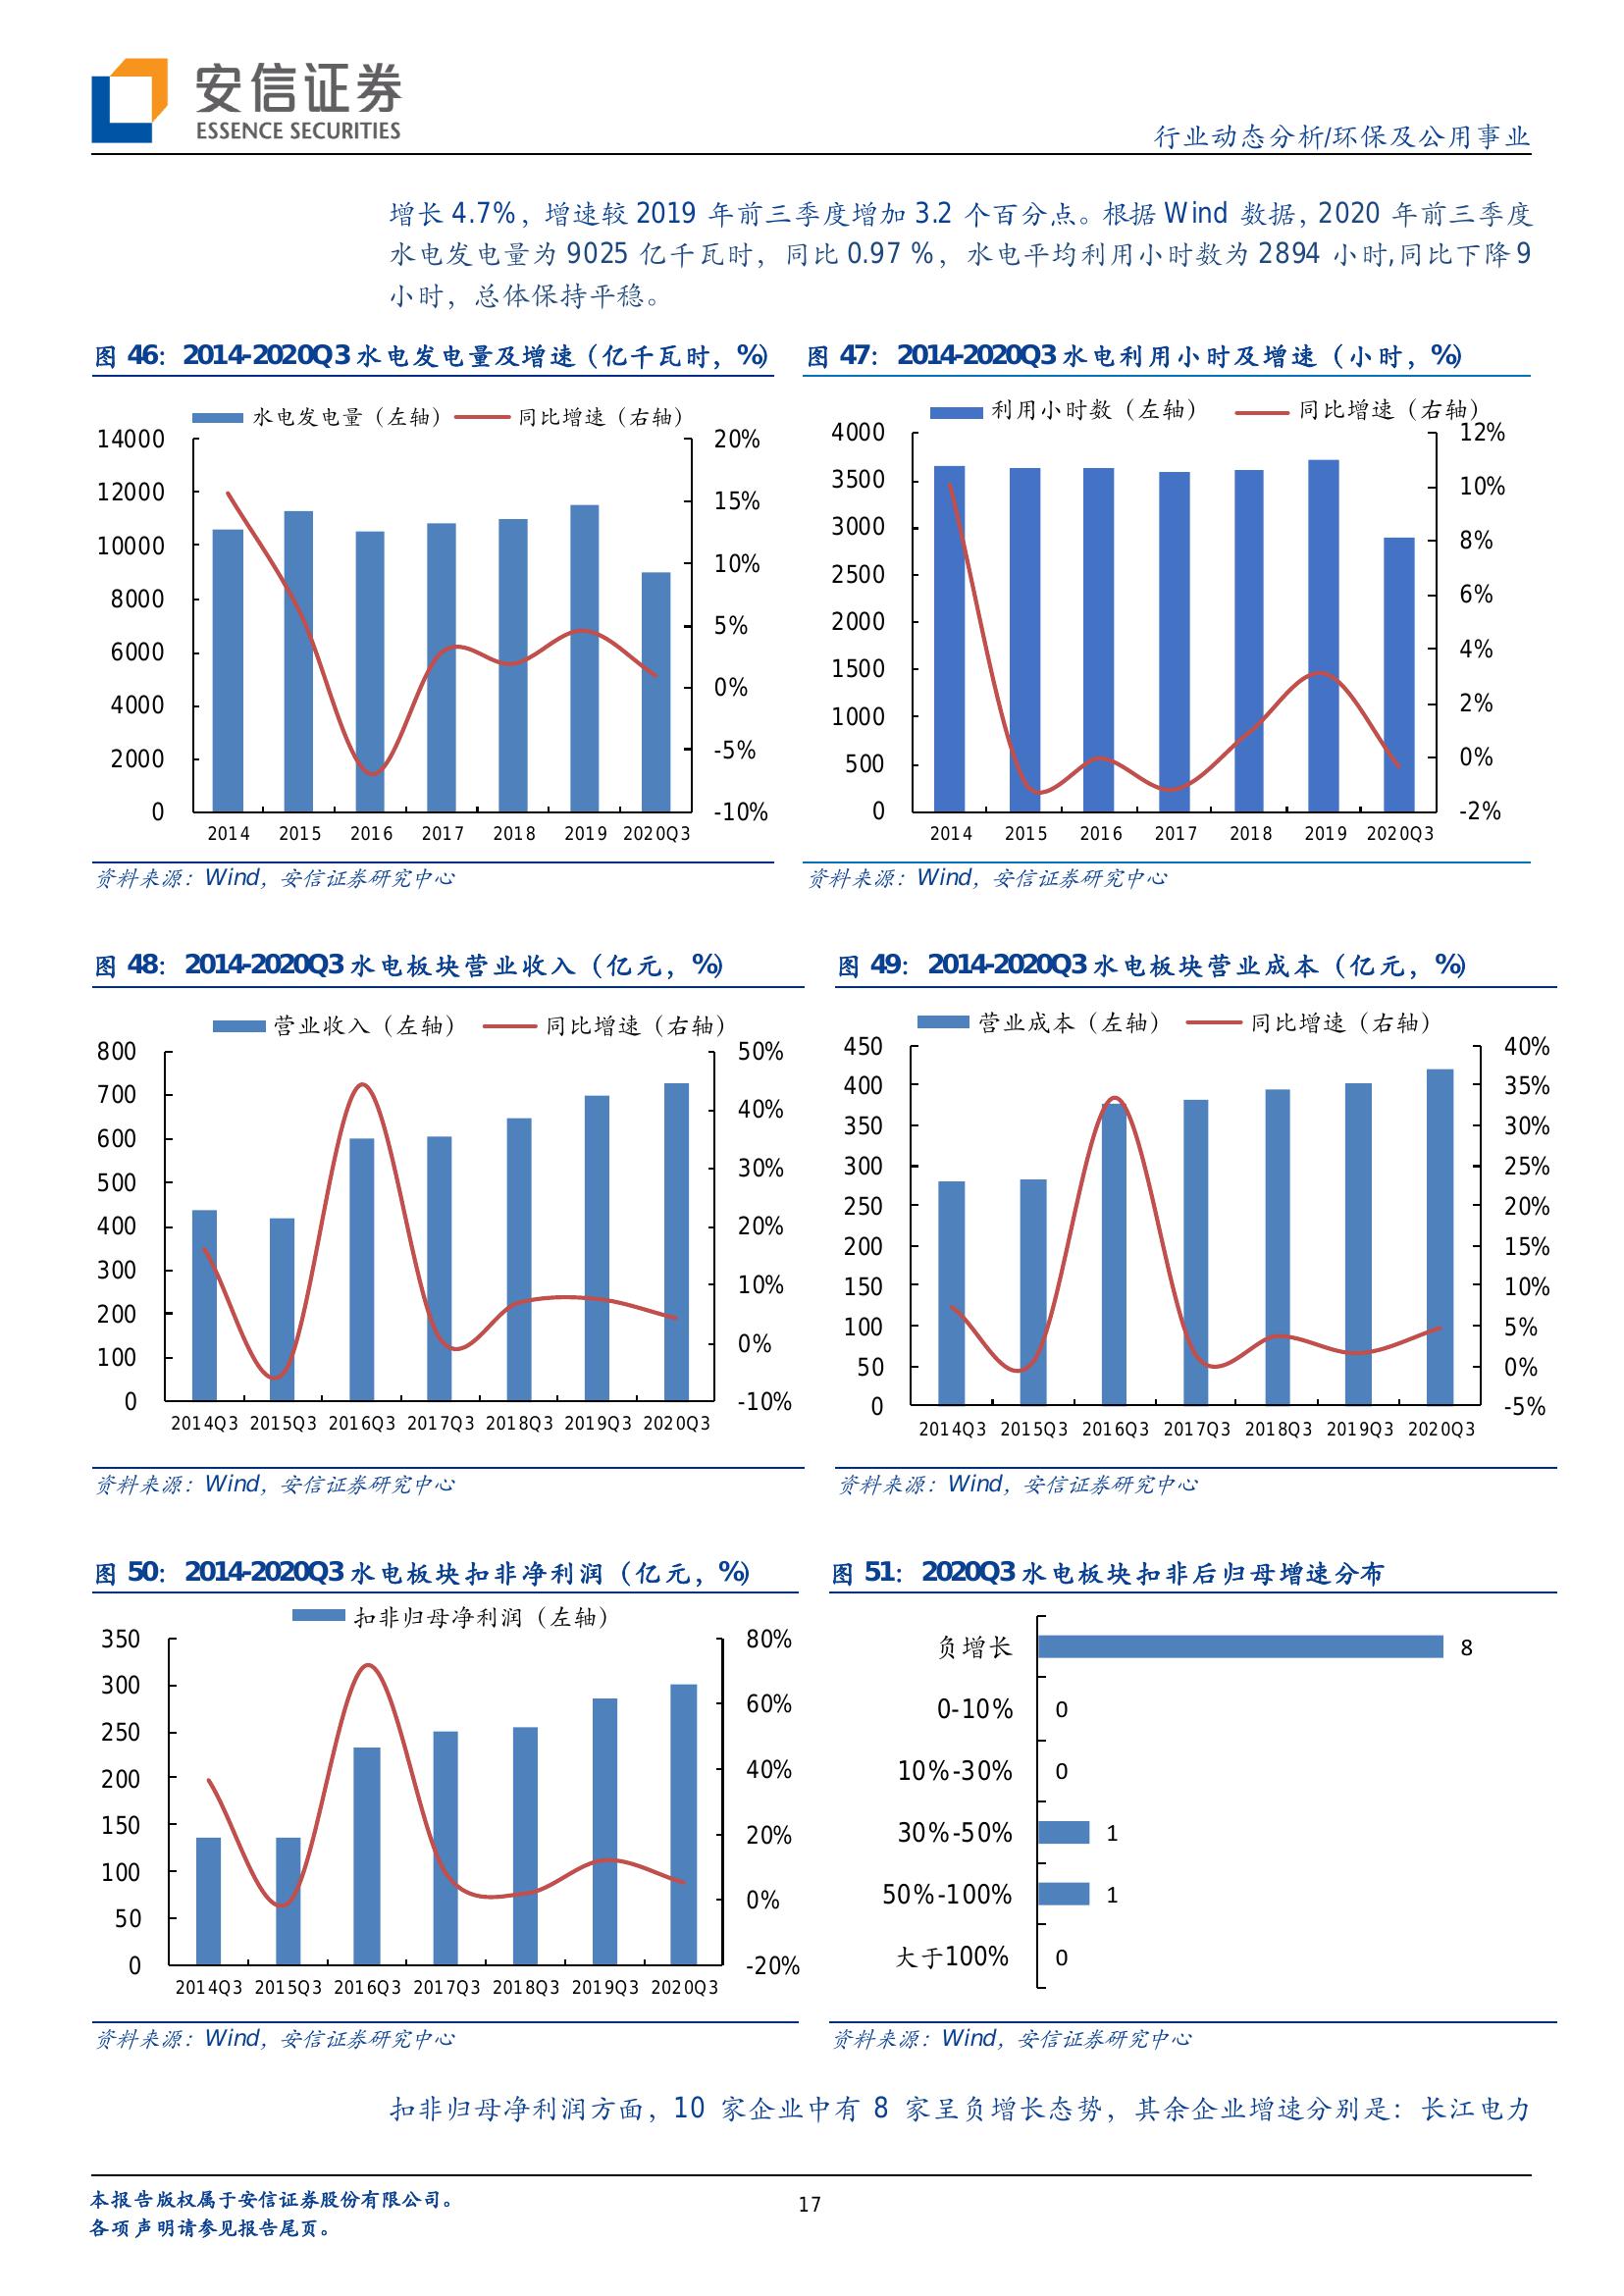 安信证券
ESSENCE SECURITIES
行业动态分析/环保及公用事业
增长 4.7%，增速较 2019 年前三季度增加 3.2 个百分点。根据 Wind 数据，2020 年前三季度
水电发电量为 9025 亿千瓦时，同比 0.97 %，水电平均利用小时数为 2894 小时,同比下降 9
小时，总体保持平稳。
图 46：2014-2020Q3 水电发电量及增速（亿千瓦时，%）
水电发电量（左轴） 同比增速（右轴）
14000
12000
10000
8000
6000
4000
2000
0
20%
15%
10%
5%
0%
-5%
-10%
2014 2015 2016 2017 2018 2019 2020Q3
资料来源：Wind，安信证券研究中心
图 47：2014-2020Q3 水电利用小时及增速（小时，%）
利用小时数（左轴） 同比增速（右轴）
4000
3500
3000
2500
2000
1500
1000
500
0
12%
10%
8%
6%
4%
2%
0%
-2%
2014 2015 2016 2017 2018 2019 2020Q3
资料来源：Wind，安信证券研究中心
图 48：2014-2020Q3 水电板块营业收入（亿元，%）
营业收入（左轴） 同比增速（右轴）
800
700
600
500
400
300
200
100
0
50%
40%
30%
20%
10%
0%
-10%
2014Q3 2015Q3 2016Q3 2017Q3 2018Q3 2019Q3 2020Q3
资料来源：Wind，安信证券研究中心
图 49：2014-2020Q3 水电板块营业成本（亿元，%）
营业成本（左轴） 同比增速（右轴）
450
400
350
300
250
200
150
100
50
0
40%
35%
30%
25%
20%
15%
10%
5%
0%
-5%
2014Q3 2015Q3 2016Q3 2017Q3 2018Q3 2019Q3 2020Q3
资料来源：Wind，安信证券研究中心
图 50：2014-2020Q3 水电板块扣非净利润（亿元，%）
扣非归母净利润（左轴）
350
300
250
200
150
100
50
0
80%
60%
40%
20%
0%
-20%
2014Q3 2015Q3 2016Q3 2017Q3 2018Q3 2019Q3 2020Q3
资料来源：Wind，安信证券研究中心
图 51：2020Q3 水电板块扣非后归母增速分布
负增长 8
0-10% 0
10%-30% 0
30%-50% 1
50%-100% 1
大于100% 0
资料来源：Wind，安信证券研究中心
扣非归母净利润方面，10 家企业中有 8 家呈负增长态势，其余企业增速分别是：长江电力
本报告版权属于安信证券股份有限公司。
各项声明请参见报告尾页。
17